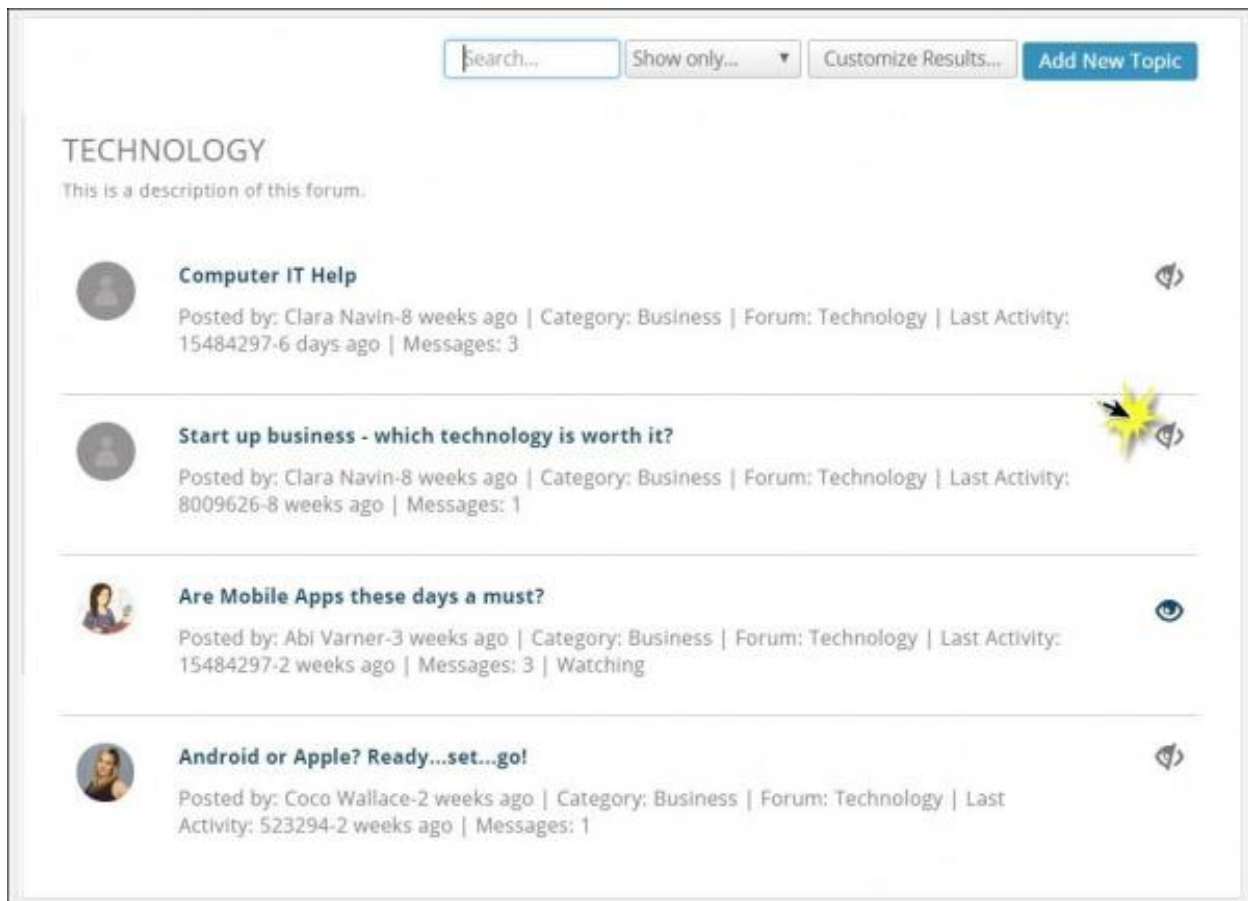 Search...
Show only...
Customize Results...
Add New Topic
TECHNOLOGY
This is a description of this forum.
Computer IT Help
Posted by: Clara Navin-8 weeks ago | Category: Business | Forum: Technology | Last Activity:
15484297-6 days ago | Messages: 3
Start up business - which technology is worth it?
Posted by: Clara Navin-8 weeks ago | Category: Business | Forum: Technology | Last Activity:
8009626-8 weeks ago | Messages: 1
Are Mobile Apps these days a must?
Posted by: Abi Varner-3 weeks ago | Category: Business | Forum: Technology | Last Activity:
15484297-2 weeks ago | Messages: 3 | Watching
Android or Apple? Ready...set...go!
Posted by: Coco Wallace-2 weeks ago | Category: Business | Forum: Technology | Last
Activity: 523294-2 weeks ago | Messages: 1